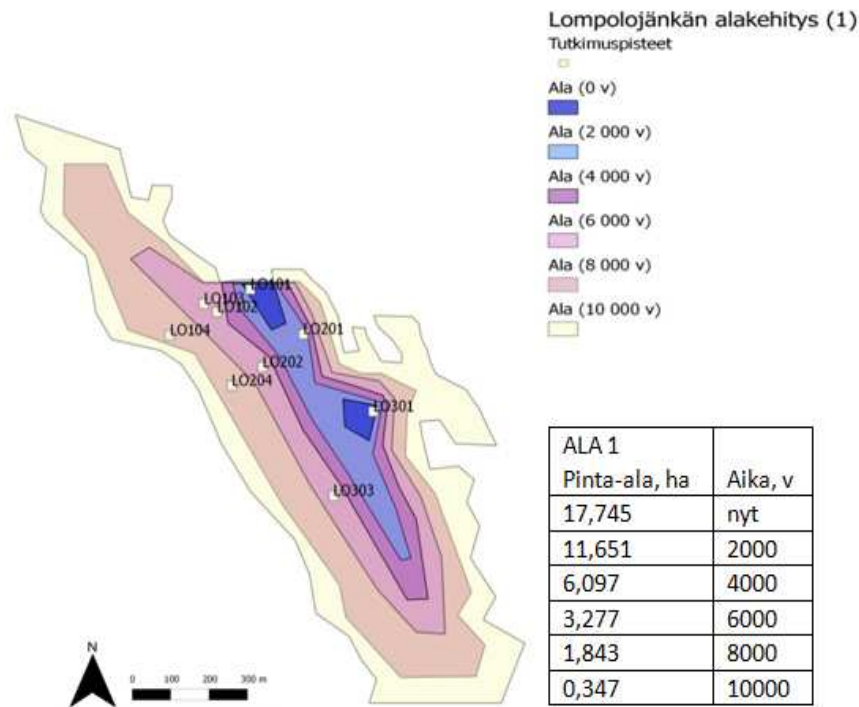 Lompolojänkän alakehitys (1)
Tutkimuspisteet
Ala (0 v)
Ala (2 000 v)
Ala (4 000 v)
Ala (6 000 v)
Ala (8 000 v)
Ala (10 000 v)
LO101
LO103
LO102
LO104
LO201
LO202
LO204
LO301
LO303
N
0 100 200 300 m
ALA 1
Pinta-ala, ha Aika, v
17,745 nyt
11,651 2000
6,097 4000
3,277 6000
1,843 8000
0,347 10000